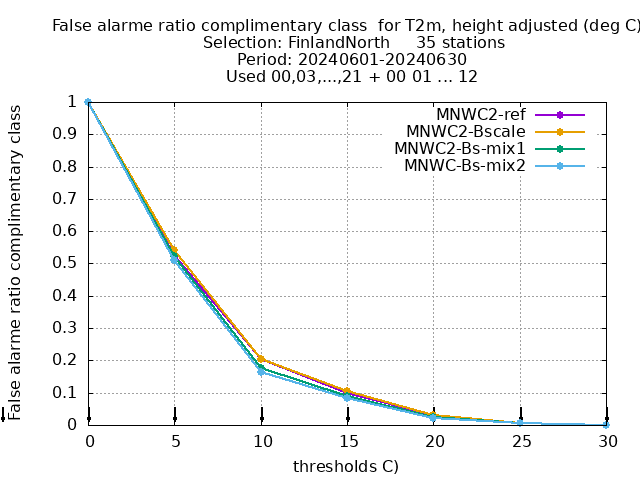 False alarme ratio complimentary class for T2m, height adjusted (deg C)
Selection: FinlandNorth 35 stations
Period: 20240601-20240630
Used 00,03,...,21 + 00 01 ... 12
False alarme ratio complimentary class
1
0.9
0.8
0.7
0.6
0.5
0.4
0.3
0.2
0.1
0
MNWC2-ref
MNWC2-Bscale
MNWC2-Bs-mix1
MNWC-Bs-mix2
0 5 10 15 20 25 30
thresholds C)